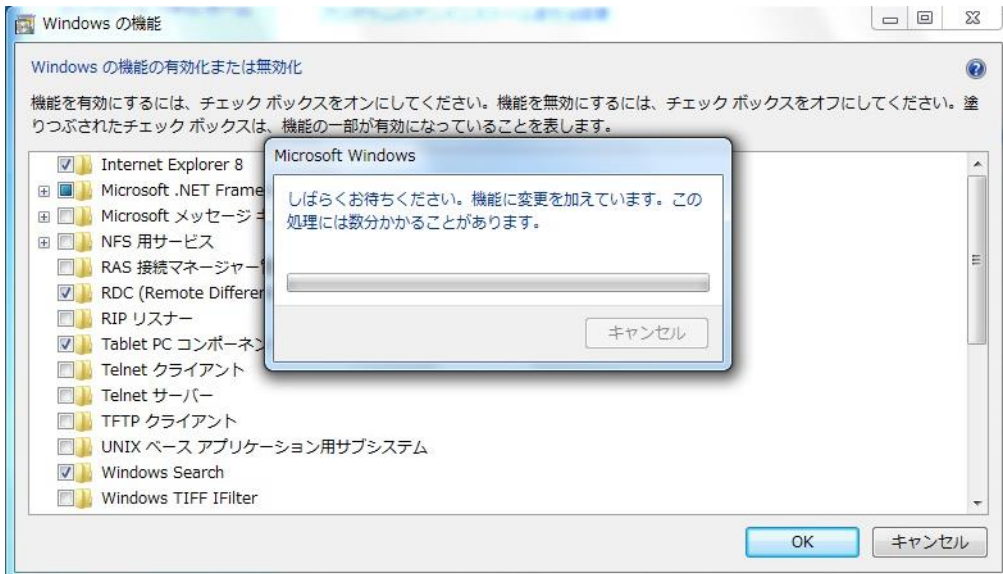 Windows の機能
Windows の機能の有効化または無効化
機能を有効にするには、チェック ボックスをオンにしてください。機能を無効にするには、チェック ボックスをオフにしてください。塗
りつぶされたチェック ボックスは、機能の一部が有効になっていることを表します。
Internet Explorer 8
Microsoft .NET Frame
Microsoft メッセージ
NFS 用サービス
RAS 接続マネージャー
RDC (Remote Differen
RIP リスナー
Tablet PC コンポーネン
Telnet クライアント
Telnet サーバー
TFTP クライアント
UNIX ベース アプリケーション用サブシステム
Windows Search
Windows TIFF IFilter
Microsoft Windows
しばらくお待ちください。機能に変更を加えています。この
処理には数分かかることがあります。
キャンセル
OK
キャンセル